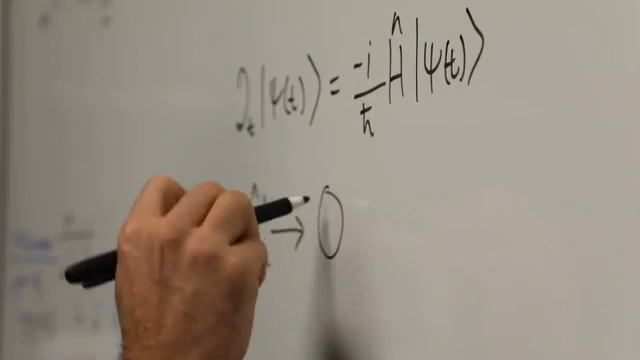 ∂ₜ|ψ(t)⟩ = -i/ħ Ĥ|ψ(t)⟩
→ 0